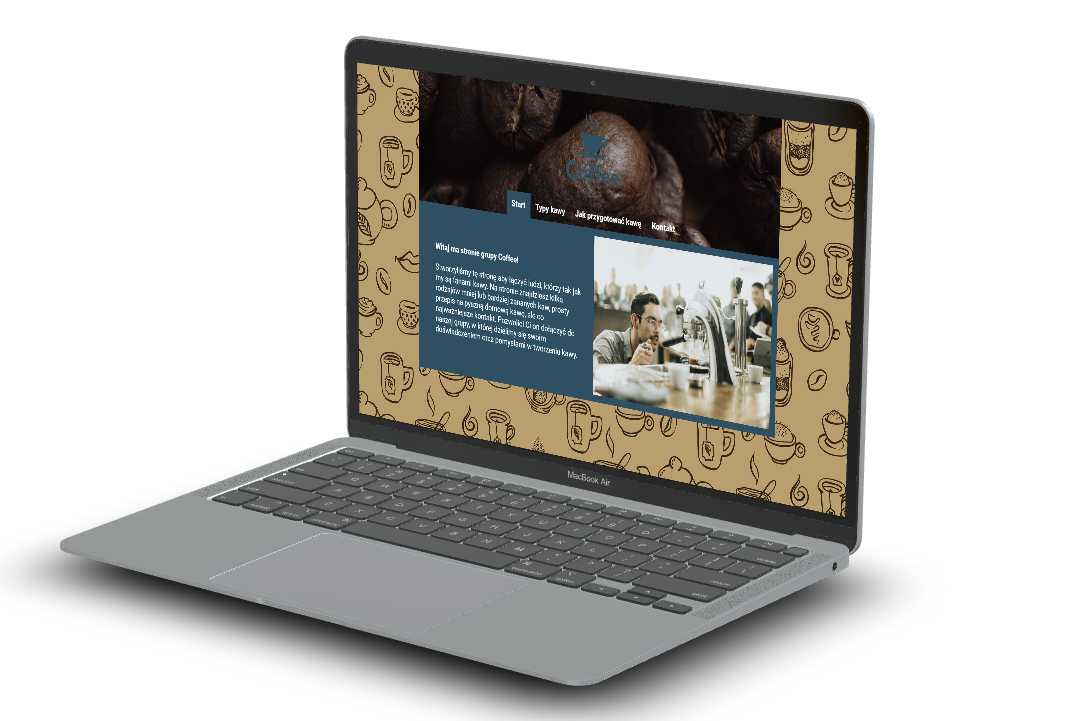 Coffee
Start Typy kawy Jak przygotować kawę Kontakt
Witaj ma stronie grupy Coffee!
Stworzyliśmy tę stronę aby łączyć ludzi, którzy tak jak
my są fanami kawy. Na stronie znajdziesz kilka
rodzajów mniej lub bardziej zananych kaw, prosty
przepis na pyszną domową kawę, ale co
najważniejsze kontakt. Pozwolici Ci on dołączyć do
naszej grupy, w której dzielimy się swoim
doświadczeniem oraz pomysłami w tworzeniu kawy.
MacBook Air